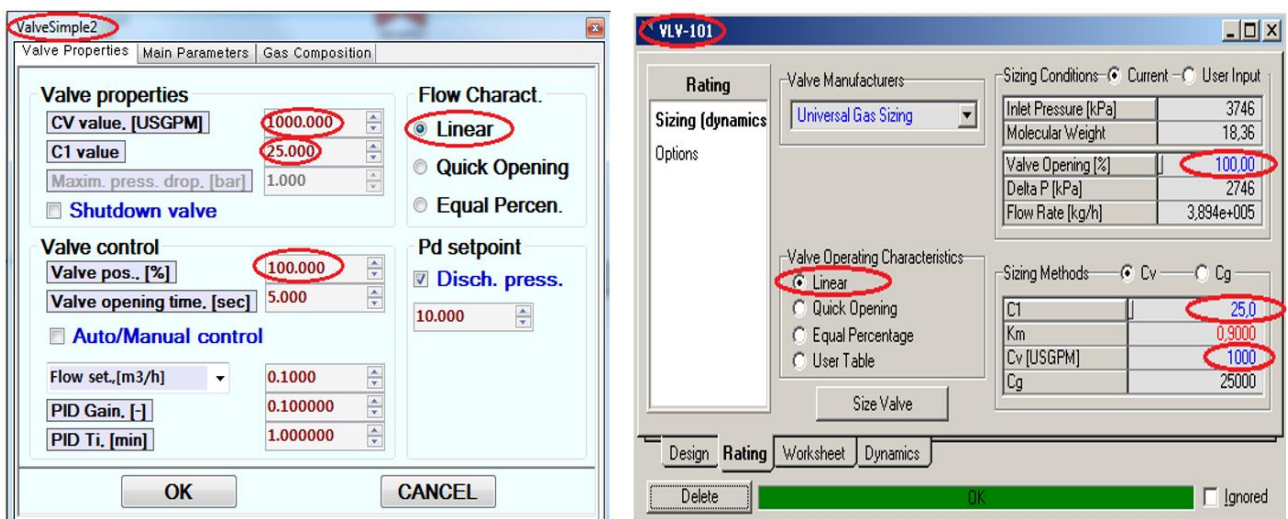 ValveSimple2
Valve Properties Main Parameters Gas Composition
Valve properties
CV value. [USGPM] 1000.000
C1 value 25.000
Maxim. press. drop. [bar] 1.000
Shutdown valve
Flow Charact.
Linear
Quick Opening
Equal Percen.
Valve control
Valve pos.. [%] 100.000
Valve opening time. [sec] 5.000
Auto/Manual control
Flow set.,[m3/h] 0.1000
PID Gain. [-] 0.100000
PID Ti. [min] 1.000000
Pd setpoint
Disch. press.
10.000
OK CANCEL
VLV-101
Rating
Sizing (dynamics
Options
Valve Manufacturers
Universal Gas Sizing
Valve Operating Characteristics
Linear
Quick Opening
Equal Percentage
User Table
Size Valve
Sizing Conditions Current User Input
Inlet Pressure [kPa] 3746
Molecular Weight 18,36
Valve Opening [%] 100,00
Delta P [kPa] 2746
Flow Rate [kg/h] 3,894e+005
Sizing Methods Cv Cg
C1 25,0
Km 0,9000
Cv [USGPM] 1000
Cg 25000
Design Rating Worksheet Dynamics
Delete OK Ignored